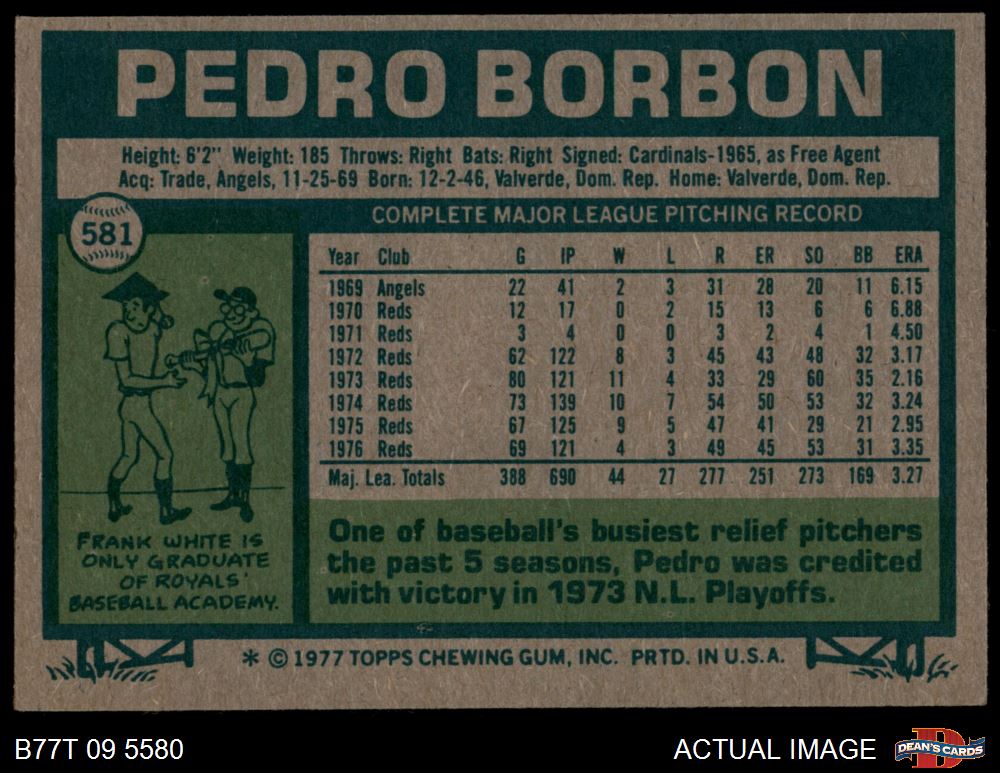 PEDRO BORBON
Height: 6'2" Weight: 185 Throws: Right Bats: Right Signed: Cardinals-1965, as Free Agent
Acq: Trade, Angels, 11-25-69 Born: 12-2-46, Valverde, Dom. Rep. Home: Valverde, Dom. Rep.
581
COMPLETE MAJOR LEAGUE PITCHING RECORD
Year Club G IP W L R ER SO BB ERA
1969 Angels 22 41 2 3 31 28 20 11 6.15
1970 Reds 12 17 0 2 15 13 6 6 6.88
1971 Reds 3 4 0 0 3 2 4 1 4.50
1972 Reds 62 122 8 3 45 43 48 32 3.17
1973 Reds 80 121 11 4 33 29 60 35 2.16
1974 Reds 73 139 10 7 54 50 53 32 3.24
1975 Reds 67 125 9 5 47 41 29 21 2.95
1976 Reds 69 121 4 3 49 45 53 31 3.35
Maj. Lea. Totals 388 690 44 27 277 251 273 169 3.27
FRANK WHITE IS
ONLY GRADUATE
OF ROYALS'
BASEBALL ACADEMY.
One of baseball's busiest relief pitchers
the past 5 seasons, Pedro was credited
with victory in 1973 N.L. Playoffs.
* © 1977 TOPPS CHEWING GUM, INC. PRTD. IN U.S.A.
B77T 09 5580
ACTUAL IMAGE
D
DEAN'S CARDS